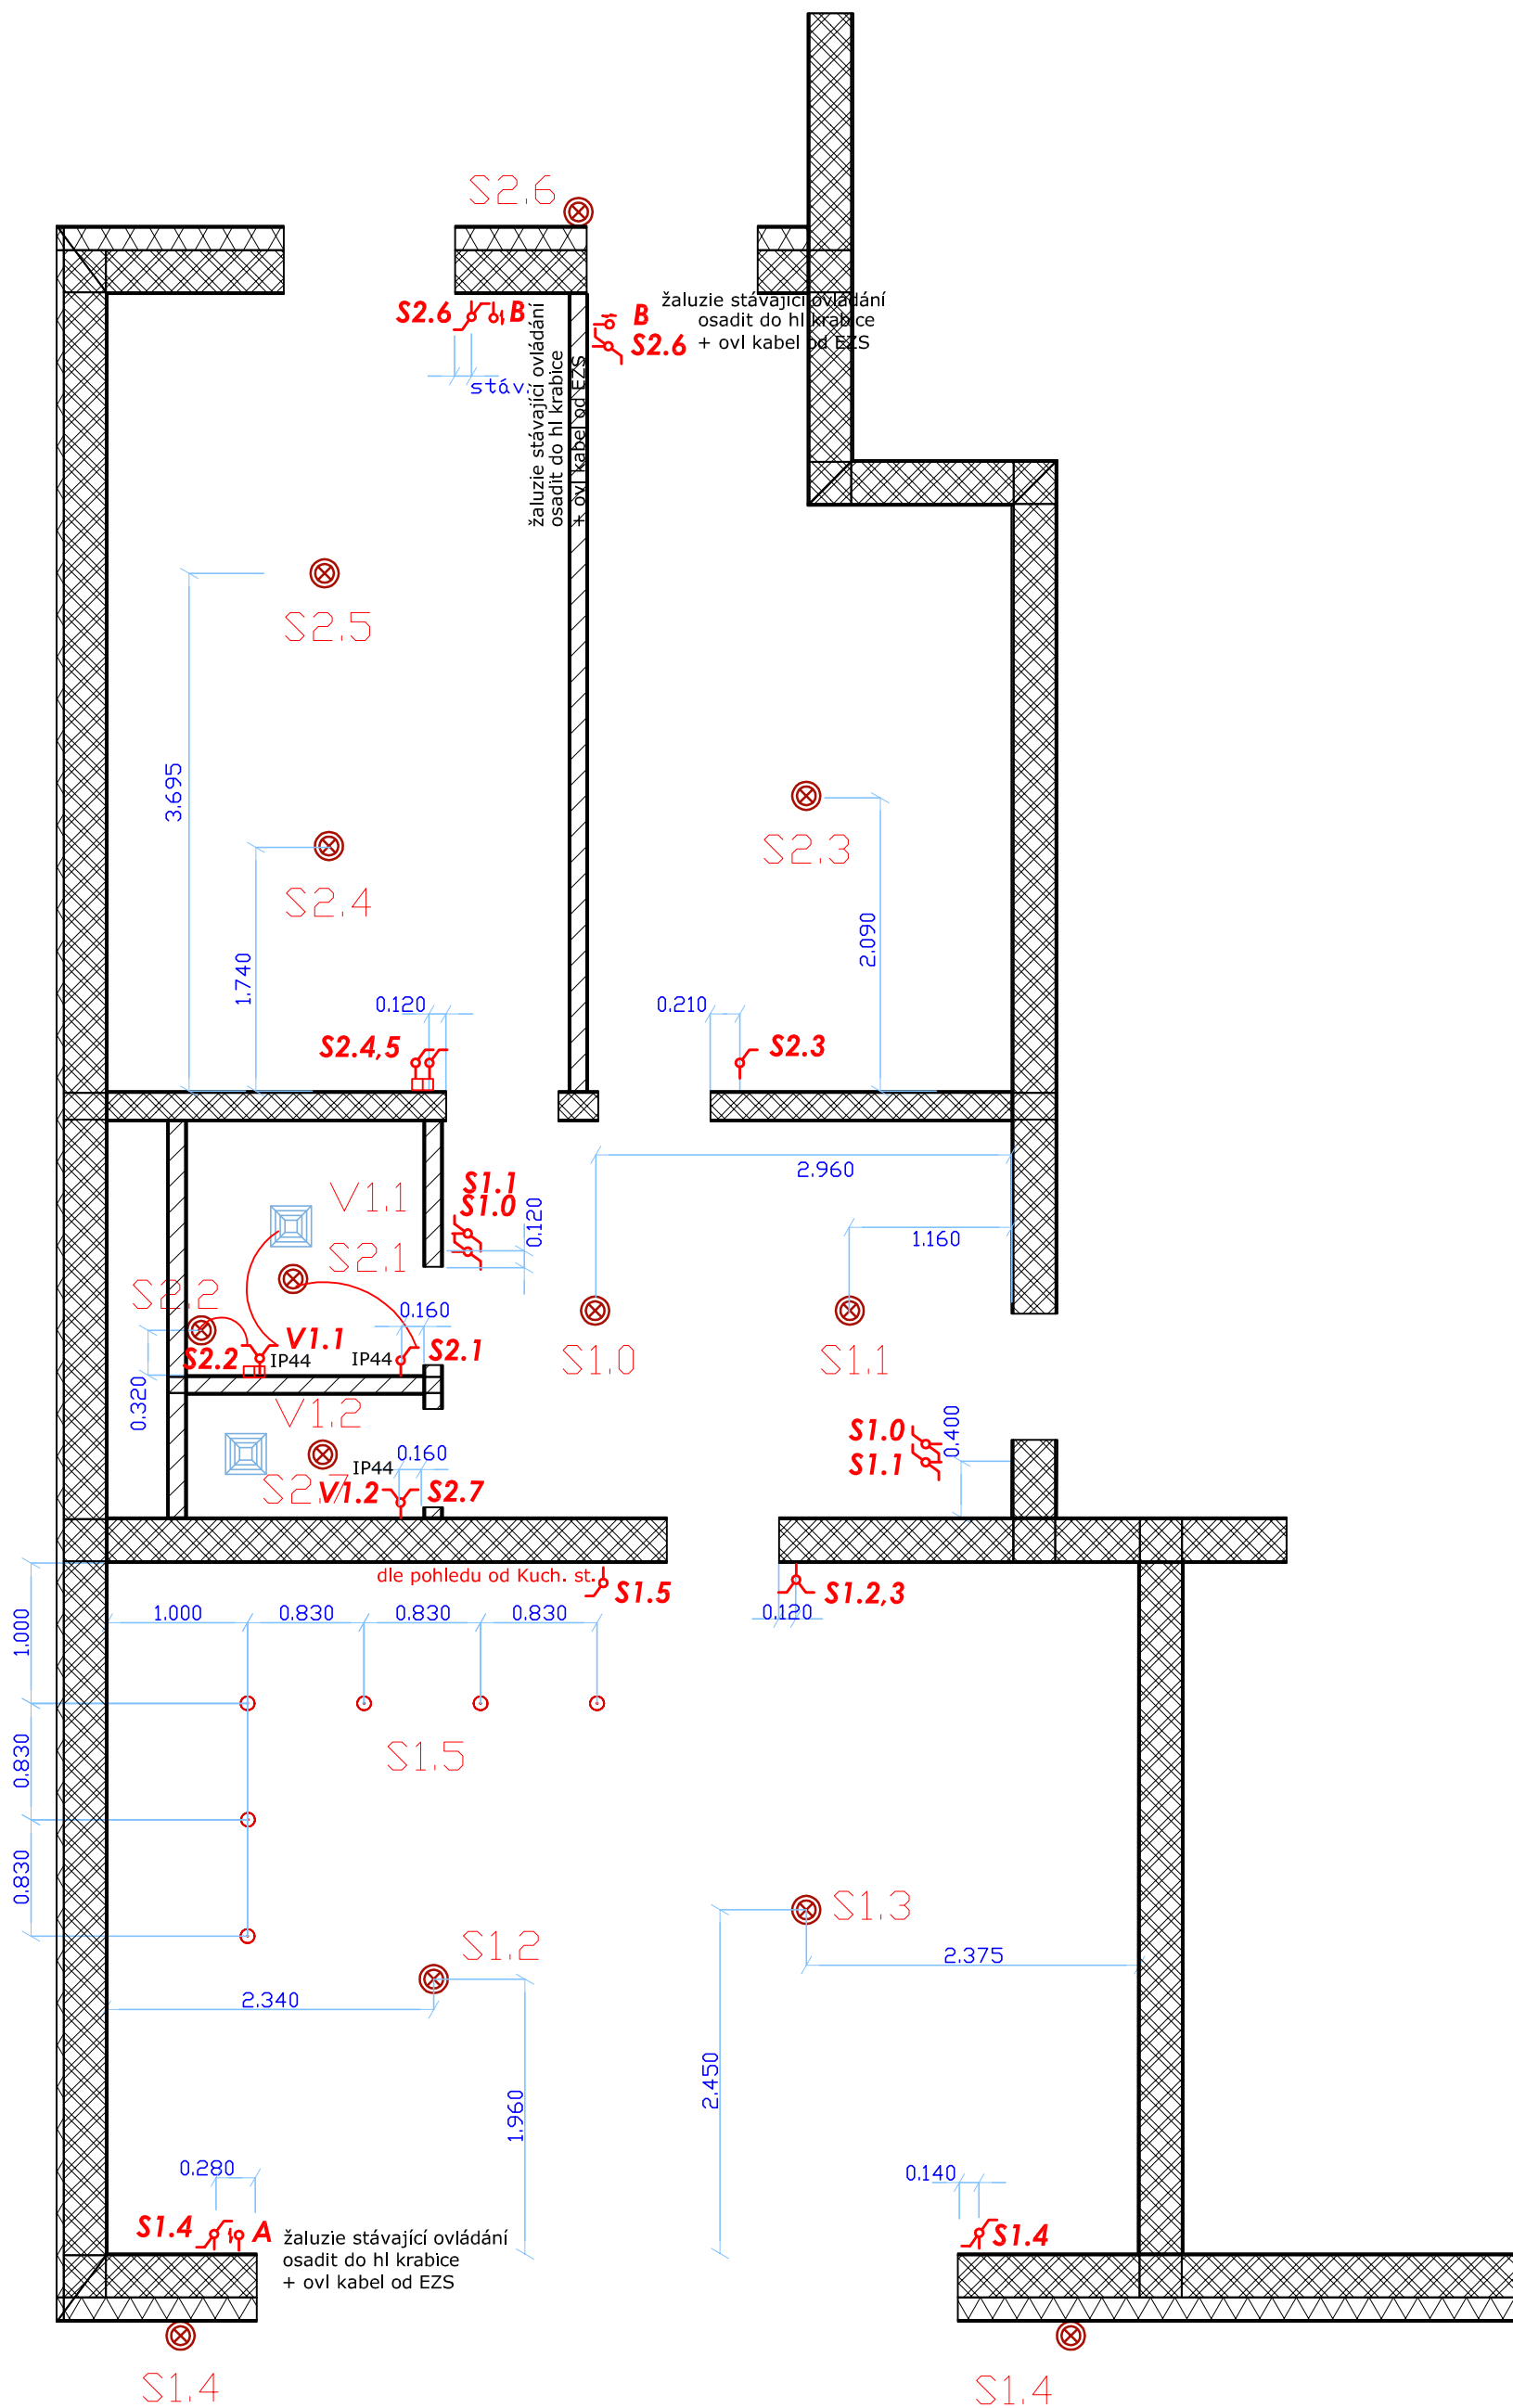 S2.6
žaluzie stávající ovládání
osadit do hl krabice
+ ovl kabel od EZS
S2.6
B
B
S2.6
stáv.
žaluzie stávající ovládání
osadit do hl krabice
+ ovl kabel od EZS
S2.5
3.695
S2.3
S2.4
2.090
1.740
0.120
0.210
S2.4,5
S2.3
2.960
V1.1
S1.1
S1.0
0.120
1.160
S2.1
S2.2
0.160
V1.1
S2.2
IP44
IP44
S2.1
S1.0
S1.1
0.320
V1.2
S1.0
0.400
0.160
IP44
S1.1
S2.7
V1.2
S2.7
dle pohledu od Kuch. st.
S1.5
S1.2,3
1.000
1.000
0.830
0.830
0.830
0.120
S1.5
0.830
0.830
S1.3
S1.2
2.375
2.340
2.450
1.960
0.280
0.140
S1.4
A
žaluzie stávající ovládání
osadit do hl krabice
+ ovl kabel od EZS
S1.4
S1.4
S1.4